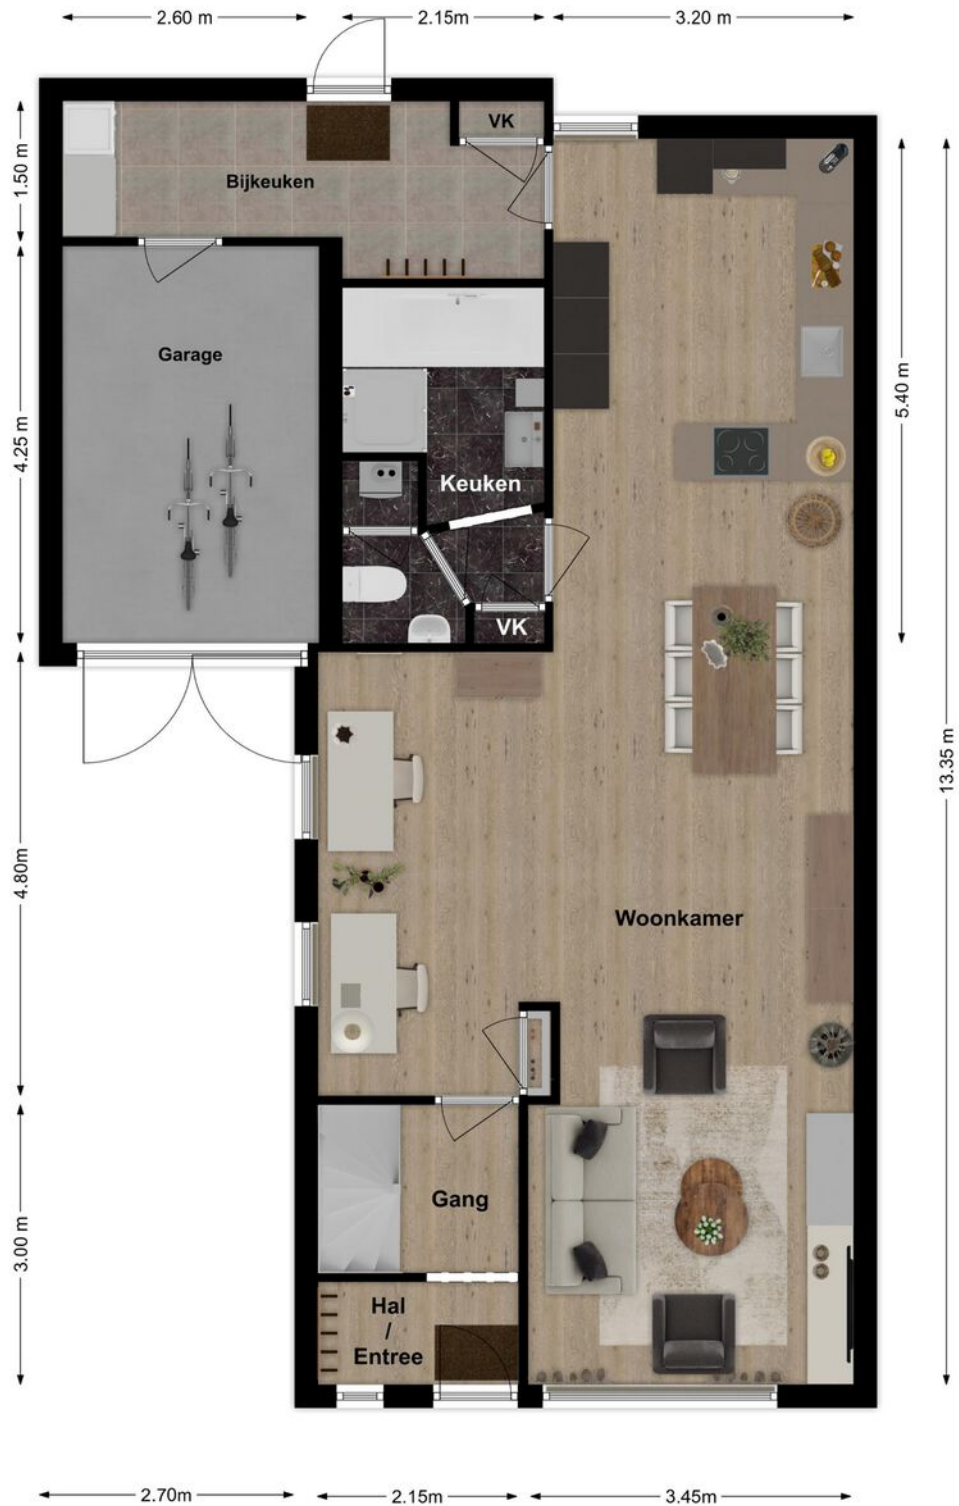 2.60 m
2.15m
3.20 m
VK
1.50 m
Bijkeuken
Garage
5.40 m
4.25 m
Keuken
VK
13.35 m
4.80m
Woonkamer
Gang
3.00 m
Hal
/
Entree
2.70m
2.15m
3.45m